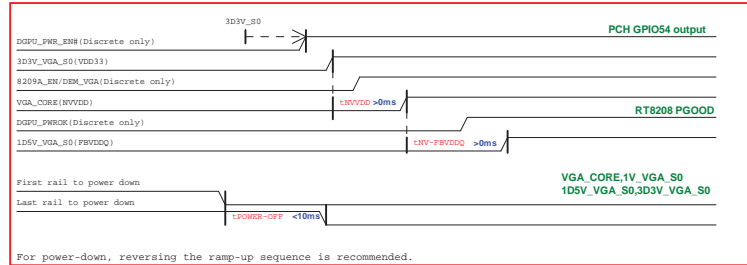 3D3V_S0
DGPU_PWR_EN#(Discrete only)
PCH GPIO54 output
3D3V_VGA_S0(VDD33)
8209A_EN/DEM_VGA(Discrete only)
VGA_CORE(NVVDD)
tNVVDD >0ms
DGPU_PWROK(Discrete only)
RT8208 PGOOD
1D5V_VGA_S0(FBVDDQ)
tNV-FBVDDQ >0ms
First rail to power down
VGA_CORE,1V_VGA_S0
1D5V_VGA_S0,3D3V_VGA_S0
Last rail to power down
tPOWER-OFF <10ms
For power-down, reversing the ramp-up sequence is recommended.